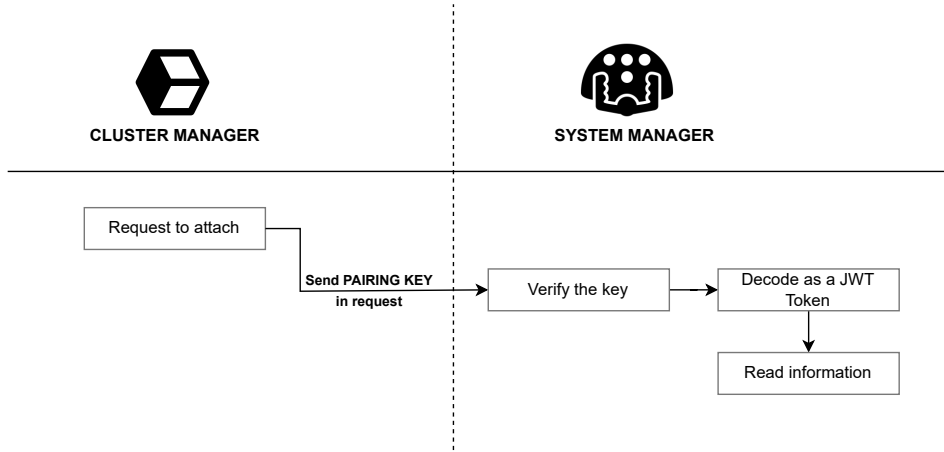 CLUSTER MANAGER
SYSTEM MANAGER
Request to attach
Send PAIRING KEY
in request
Verify the key
Decode as a JWT
Token
Read information